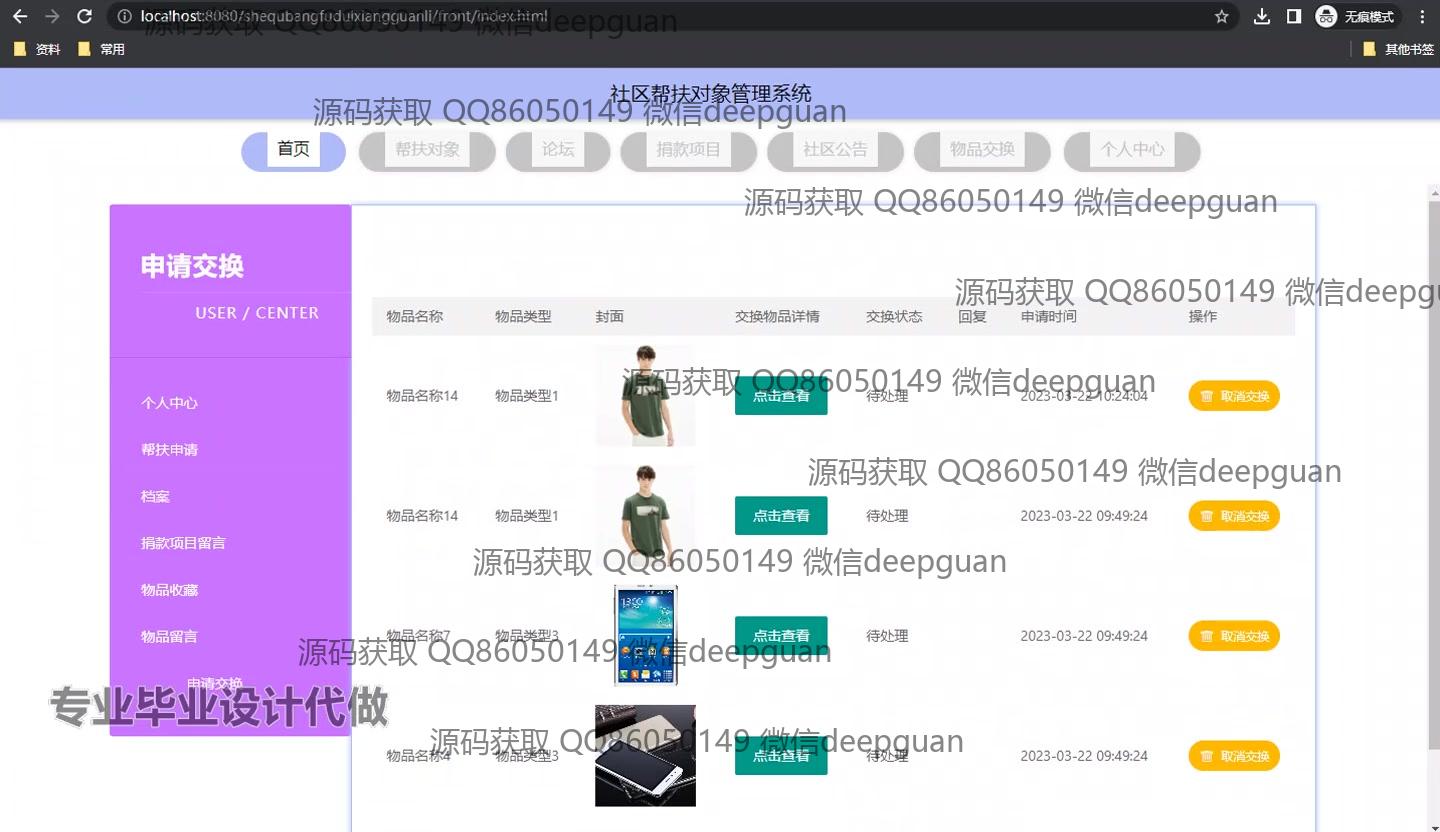 localhost:8080/shequbangfuduixiangguanli/front/index.html
无痕模式
资料 常用 其他书签
源码获取 QQ86050149 微信deepguan
社区帮扶对象管理系统
源码获取 QQ86050149 微信deepguan
首页 帮扶对象 论坛 捐款项目 社区公告 物品交换 个人中心
源码获取 QQ86050149 微信deepguan
申请交换
USER / CENTER
源码获取 QQ86050149 微信deepgu
物品名称 物品类型 封面 交换物品详情 交换状态 回复 申请时间 操作
源码获取 QQ86050149 微信deepguan
物品名称14 物品类型1 点击查看 待处理 2023-03-22 10:24:04 取消交换
个人中心
帮扶申请
源码获取 QQ86050149 微信deepguan
档案
物品名称14 物品类型1 点击查看 待处理 2023-03-22 09:49:24 取消交换
捐款项目留言
源码获取 QQ86050149 微信deepguan
物品收藏
物品留言
物品名称7 物品类型3 点击查看 待处理 2023-03-22 09:49:24 取消交换
源码获取 QQ86050149 微信deepguan
申请交换
专业毕业设计代做
源码获取 QQ86050149 微信deepguan
物品名称4 物品类型3 点击查看 待处理 2023-03-22 09:49:24 取消交换